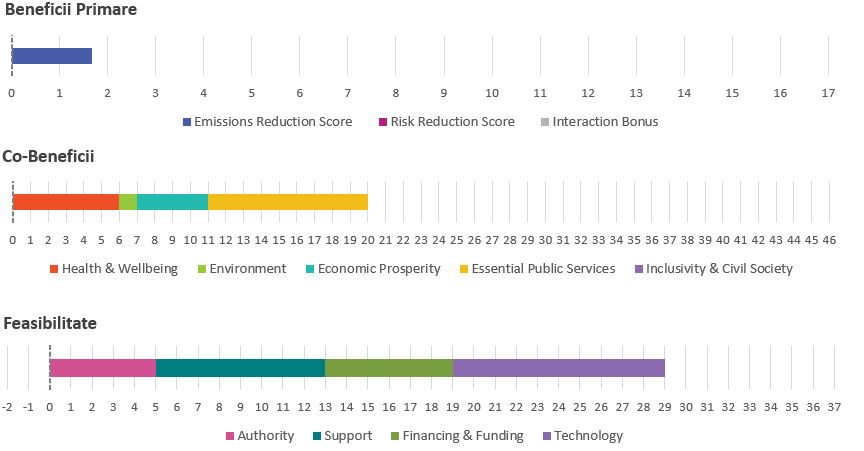 Beneficii Primare
0 1 2 3 4 5 6 7 8 9 10 11 12 13 14 15 16 17
Emissions Reduction Score Risk Reduction Score Interaction Bonus
Co-Beneficii
0 1 2 3 4 5 6 7 8 9 10 11 12 13 14 15 16 17 18 19 20 21 22 23 24 25 26 27 28 29 30 31 32 33 34 35 36 37 38 39 40 41 42 43 44 45 46
Health & Wellbeing Environment Economic Prosperity Essential Public Services Inclusivity & Civil Society
Feasibilitate
-2 -1 0 1 2 3 4 5 6 7 8 9 10 11 12 13 14 15 16 17 18 19 20 21 22 23 24 25 26 27 28 29 30 31 32 33 34 35 36 37
Authority Support Financing & Funding Technology